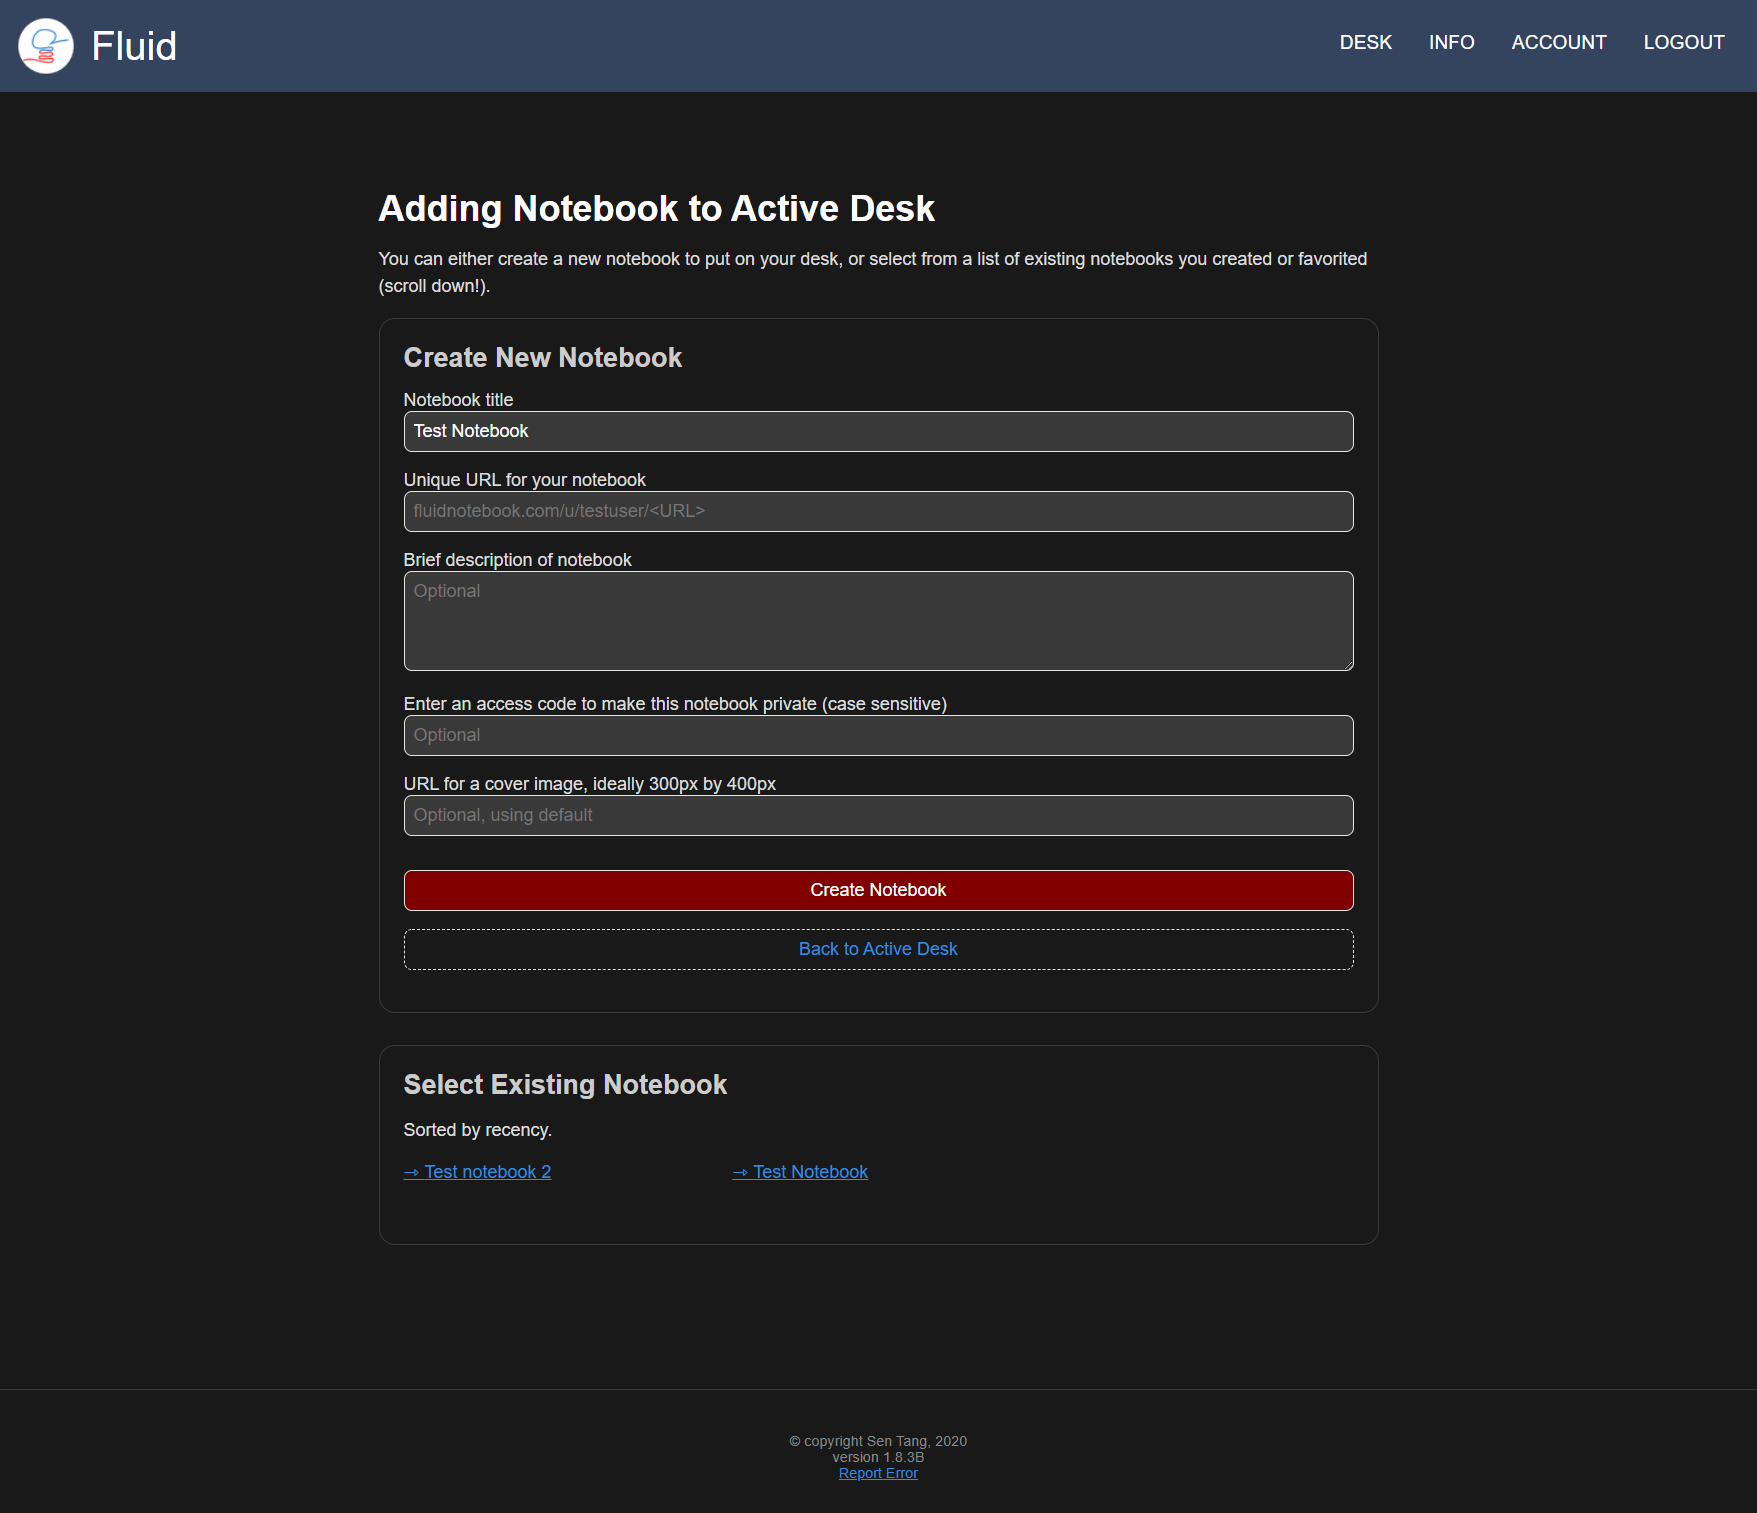 Fluid
DESK INFO ACCOUNT LOGOUT
Adding Notebook to Active Desk
You can either create a new notebook to put on your desk, or select from a list of existing notebooks you created or favorited
(scroll down!).
Create New Notebook
Notebook title
Test Notebook
Unique URL for your notebook
fluidnotebook.com/u/testuser/<URL>
Brief description of notebook
Optional
Enter an access code to make this notebook private (case sensitive)
Optional
URL for a cover image, ideally 300px by 400px
Optional, using default
Create Notebook
Back to Active Desk
Select Existing Notebook
Sorted by recency.
→ Test notebook 2 → Test Notebook
© copyright Sen Tang, 2020
version 1.8.3B
Report Error